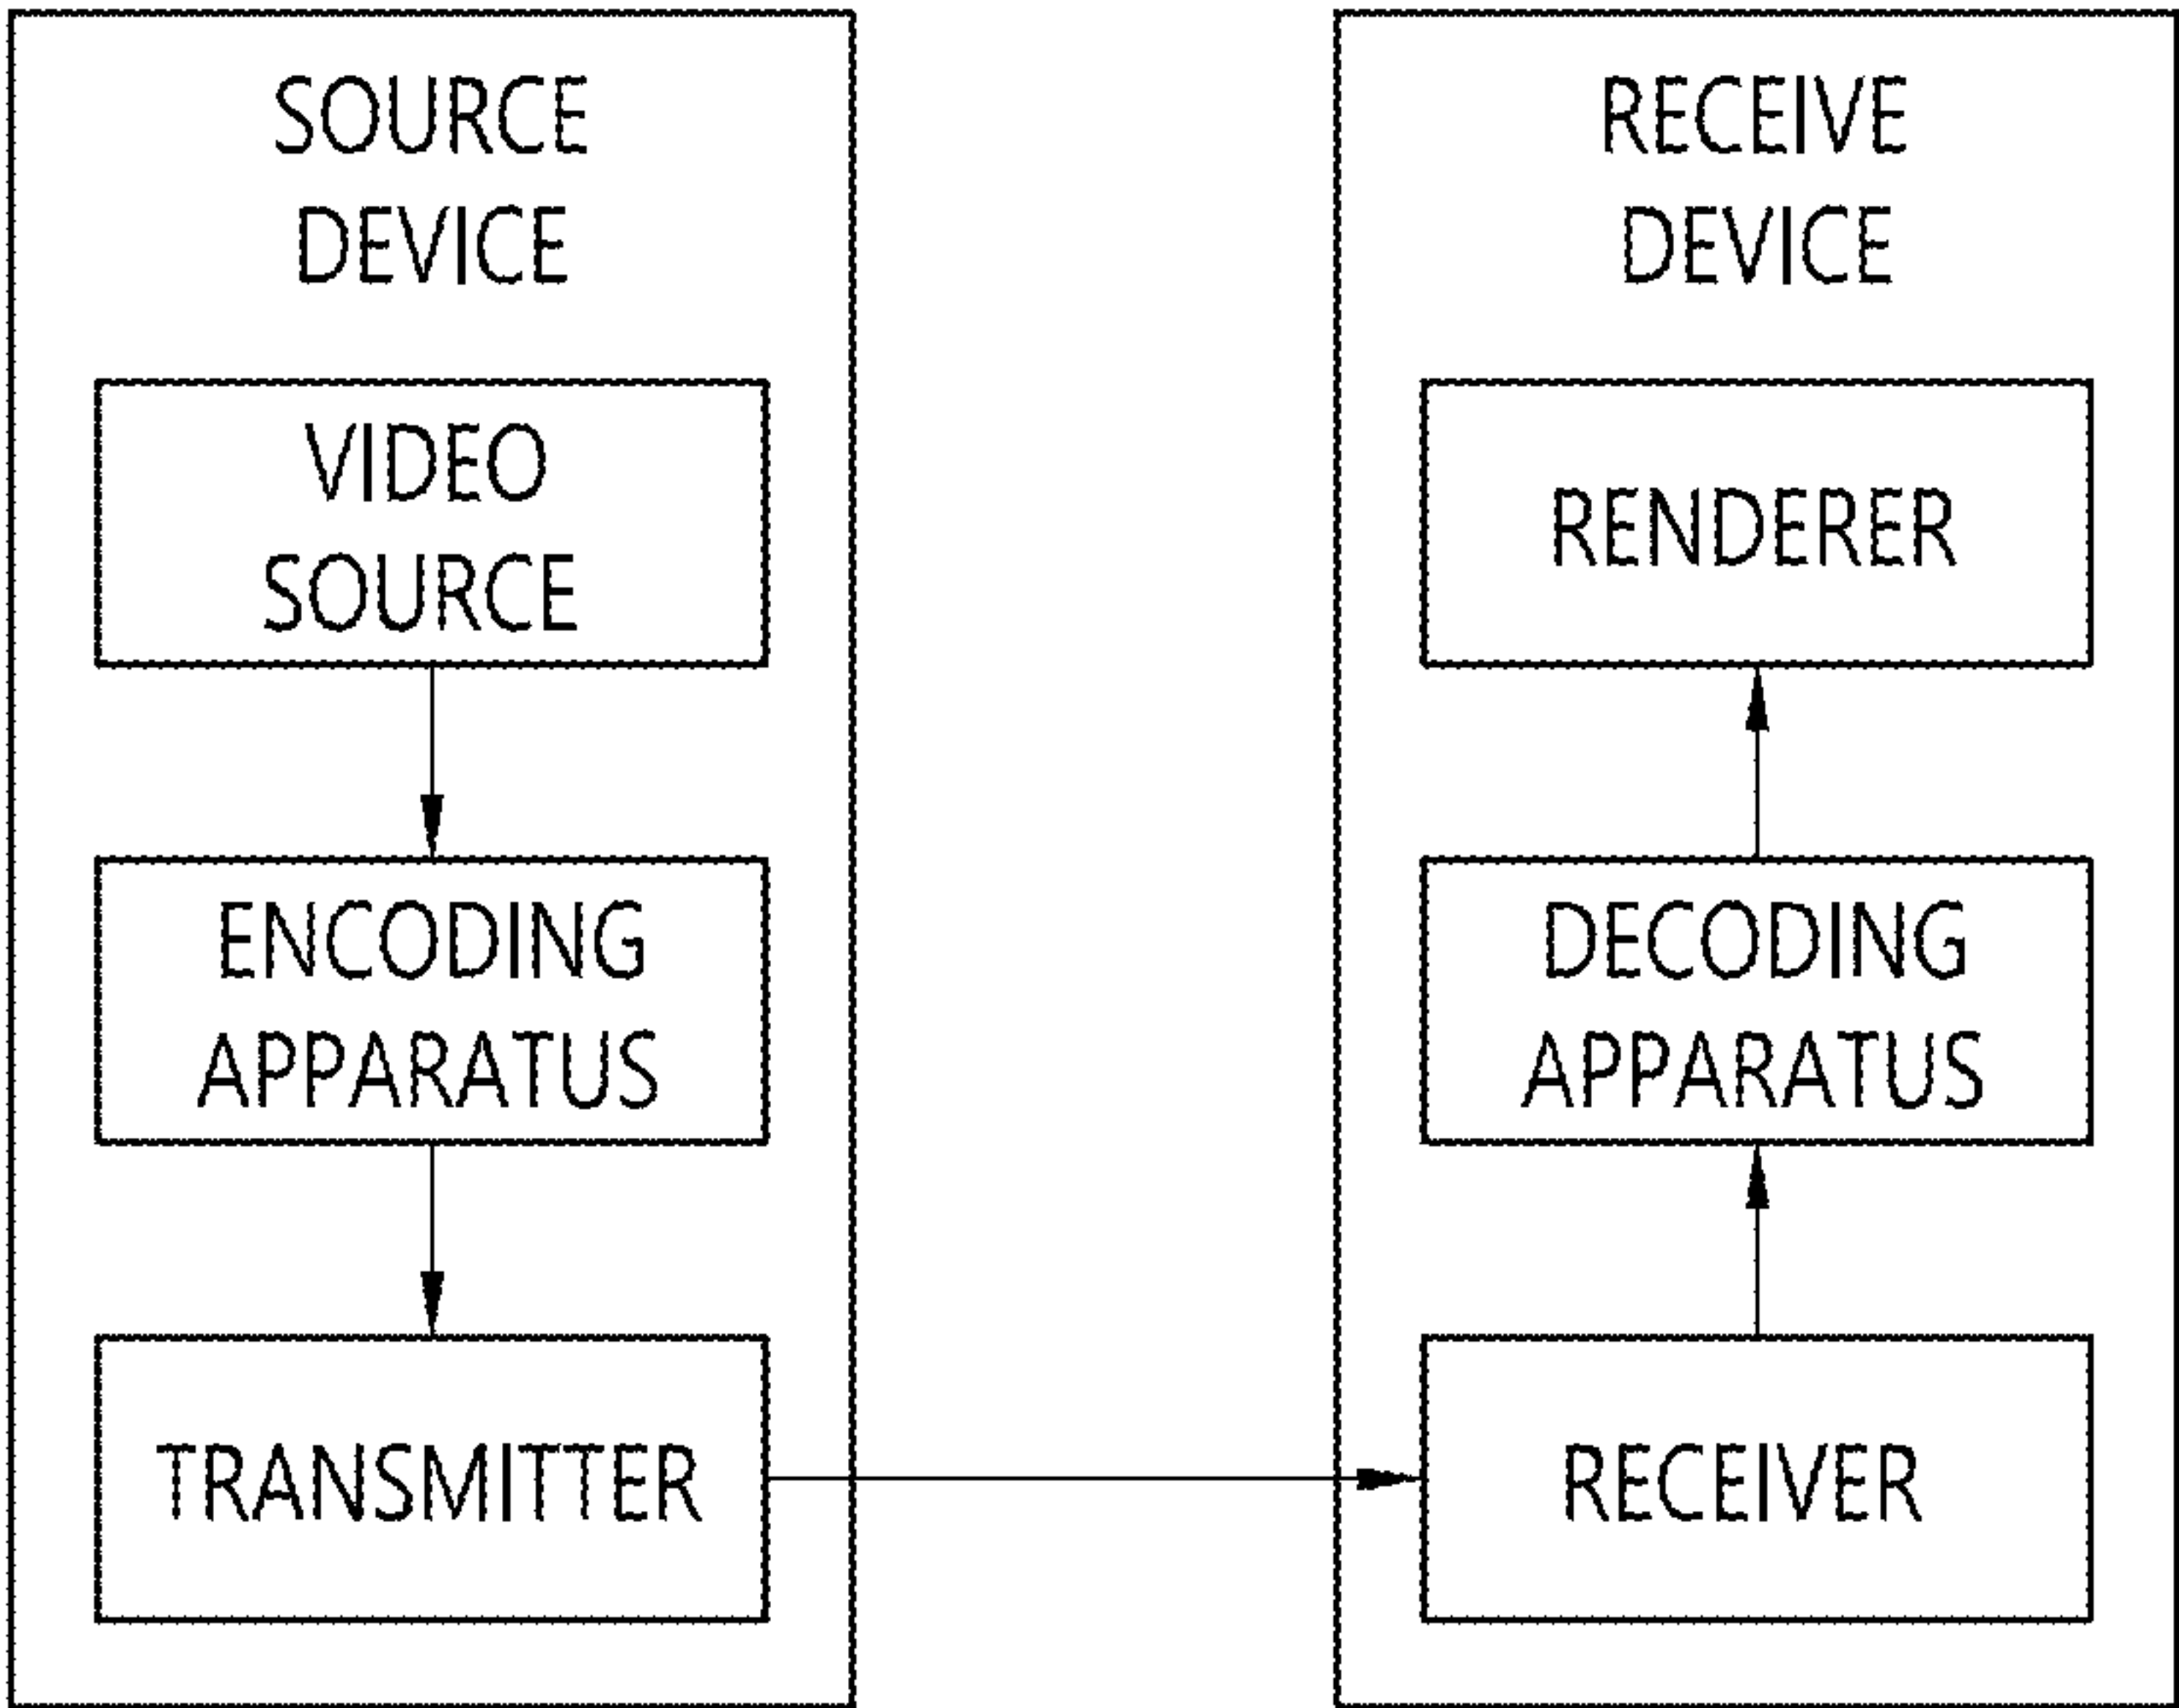 SOURCE
DEVICE
VIDEO
SOURCE
ENCODING
APPARATUS
TRANSMITTER
RECEIVE
DEVICE
RENDERER
DECODING
APPARATUS
RECEIVER